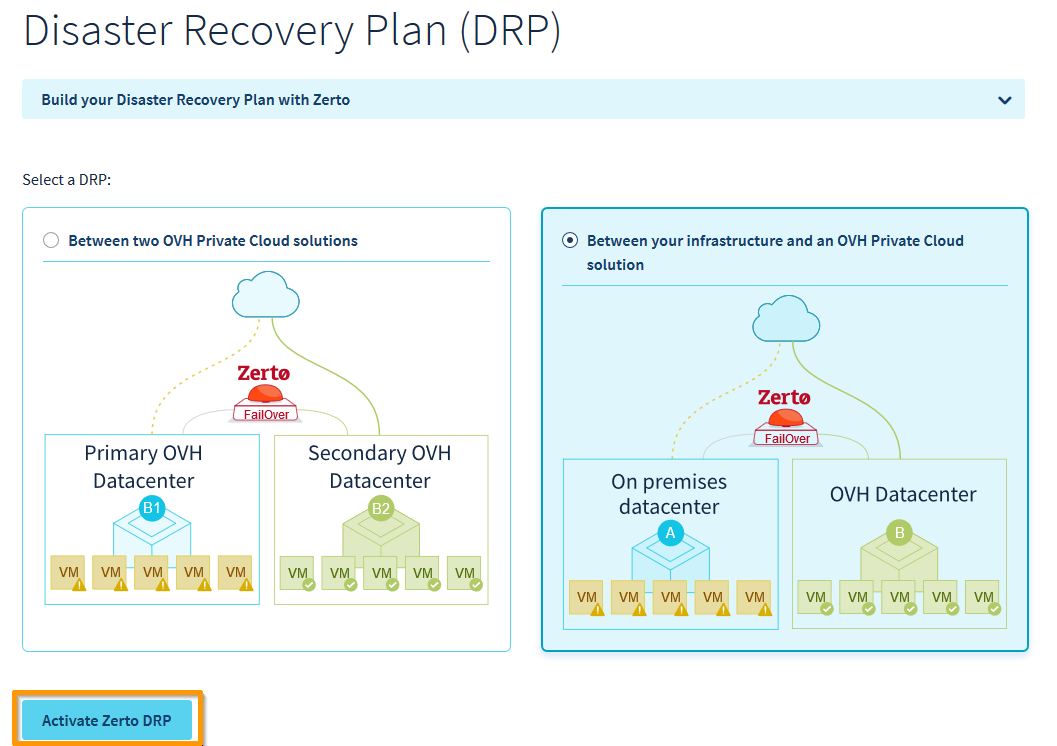 Disaster Recovery Plan (DRP)
Build your Disaster Recovery Plan with Zerto
Select a DRP:
Between two OVH Private Cloud solutions
Zertø
FailOver
Primary OVH
Datacenter
B1
VM VM VM VM VM
Secondary OVH
Datacenter
B2
VM VM VM VM VM
Between your infrastructure and an OVH Private Cloud
solution
Zertø
FailOver
On premises
datacenter
A
VM VM VM VM VM
OVH Datacenter
B
VM VM VM VM VM
Activate Zerto DRP